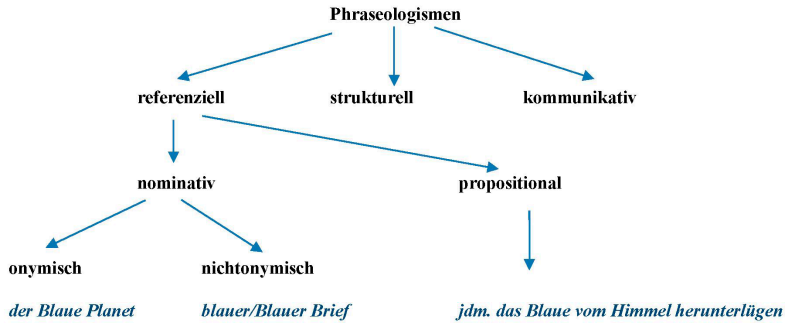 Phraseologismen
referenziell strukturell kommunikativ
nominativ propositional
onymisch nichtonymisch
der Blaue Planet blauer/Blauer Brief jdm. das Blaue vom Himmel herunterlügen